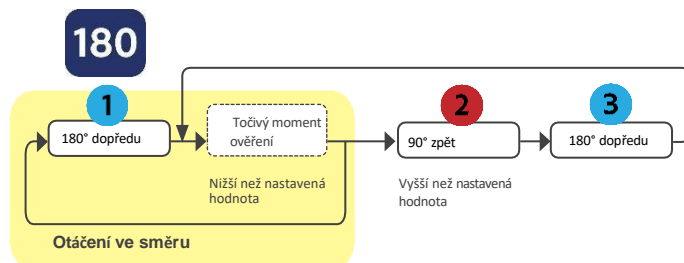 180
1
2
3
180° dopředu
Točivý moment
ověření
90° zpět
180° dopředu
Nižší než nastavená
hodnota
Vyšší než nastavená
hodnota
Otáčení ve směru